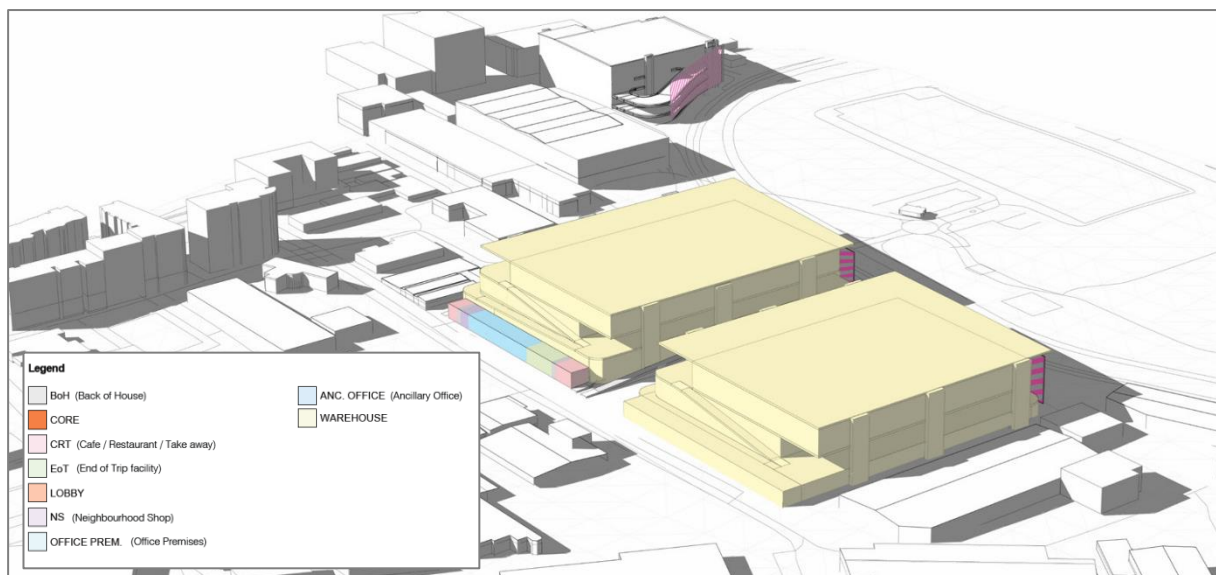 Legend
BoH (Back of House)
CORE
CRT (Cafe / Restaurant / Take away)
EoT (End of Trip facility)
LOBBY
NS (Neighbourhood Shop)
OFFICE PREM. (Office Premises)
ANC. OFFICE (Ancillary Office)
WAREHOUSE